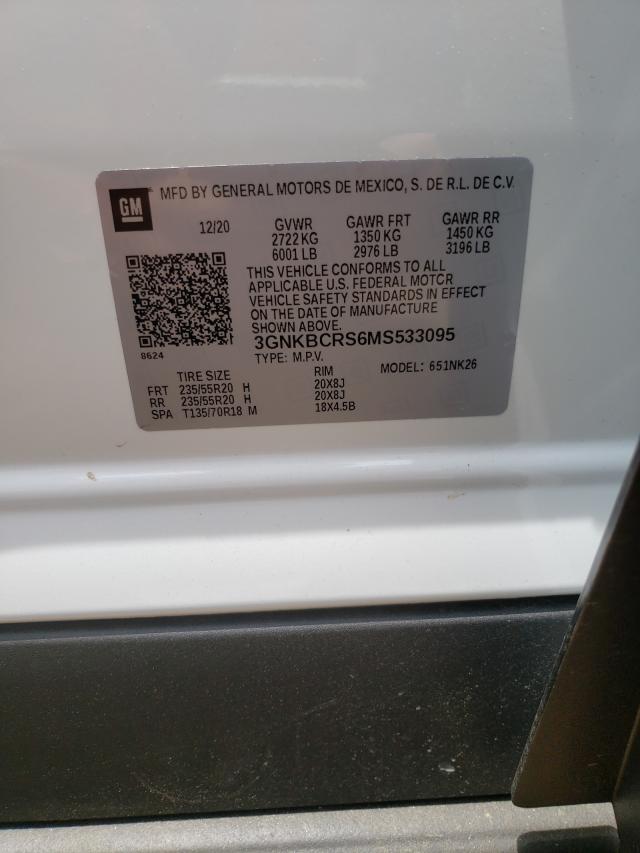 GM
MFD BY GENERAL MOTORS DE MEXICO, S. DE R.L. DE C.V.
12/20 GVWR GAWR FRT GAWR RR
2722 KG 1350 KG 1450 KG
6001 LB 2976 LB 3196 LB
THIS VEHICLE CONFORMS TO ALL
APPLICABLE U.S. FEDERAL MOTOR
VEHICLE SAFETY STANDARDS IN EFFECT
ON THE DATE OF MANUFACTURE
SHOWN ABOVE.
3GNKBCRS6MS533095
8624
TYPE: M.P.V. MODEL: 651NK26
TIRE SIZE RIM
FRT 235/55R20 H 20X8J
RR 235/55R20 H 20X8J
SPA T135/70R18 M 18X4.5B